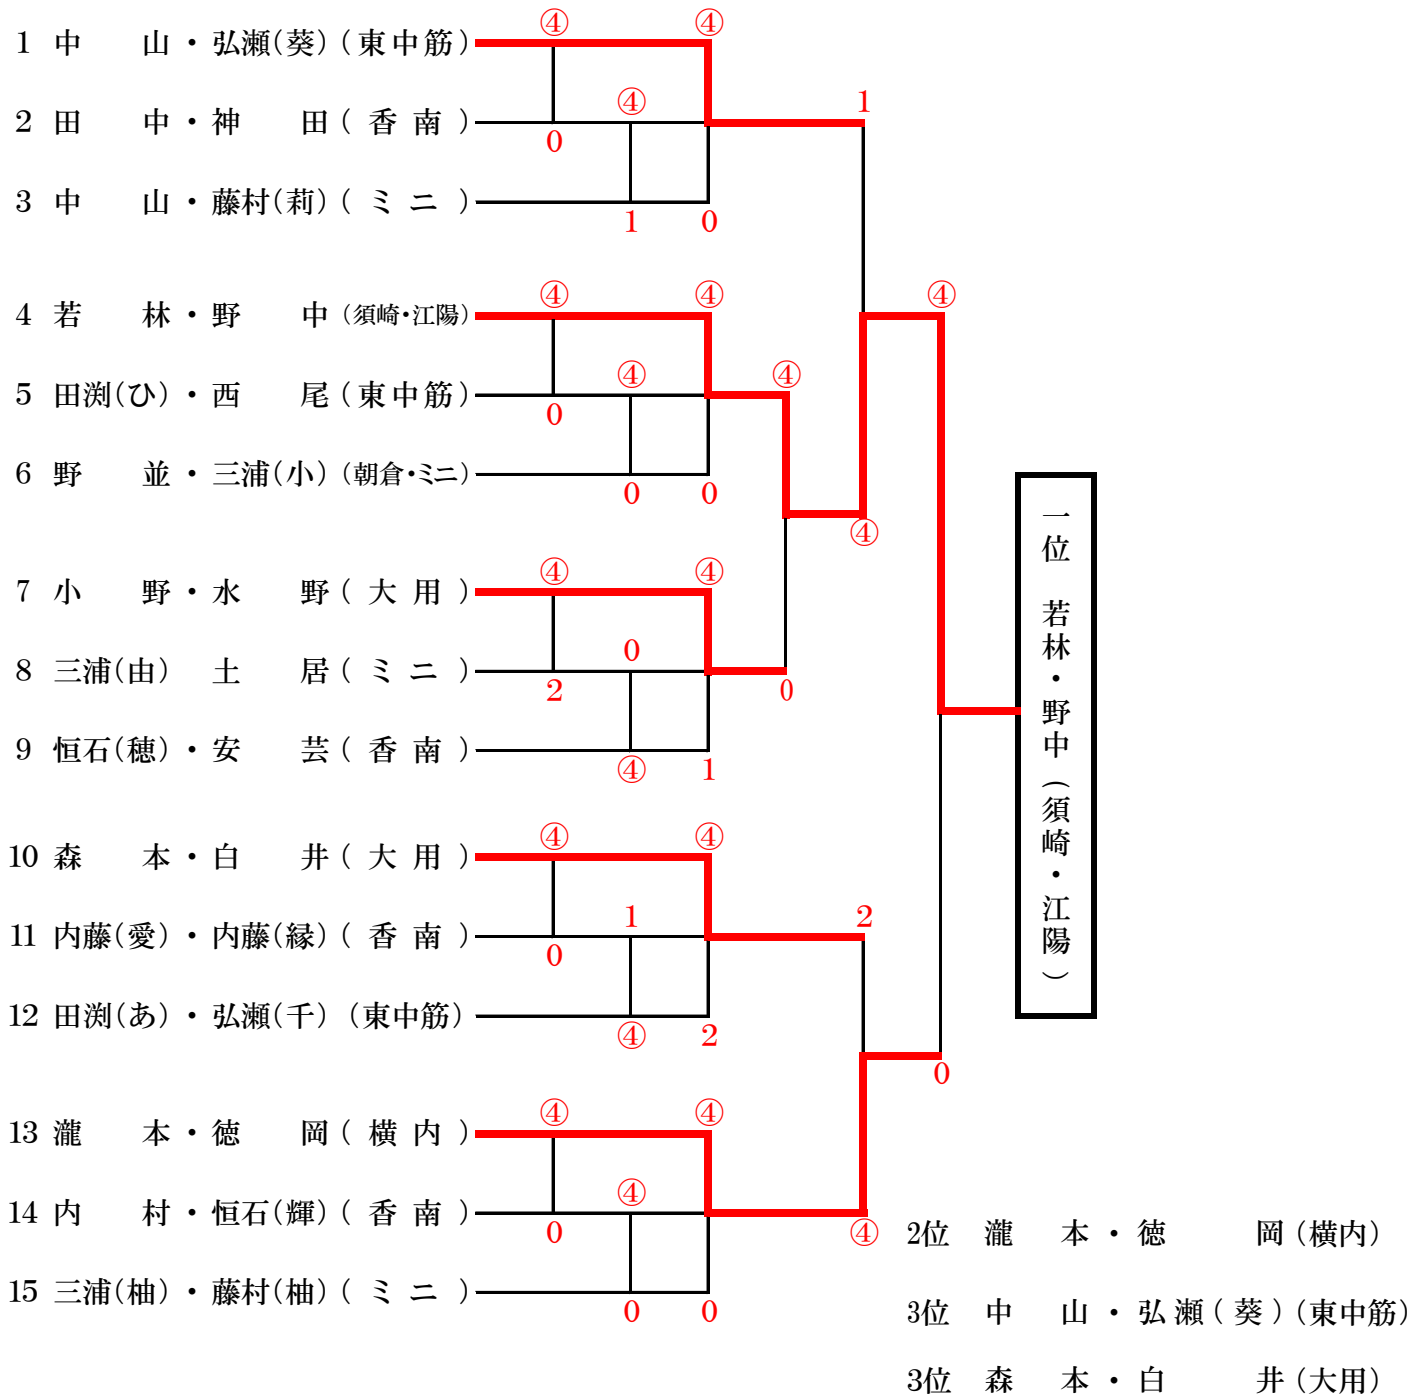 ④ ④
1 中 山 ・ 弘瀬(葵) ( 東 中 筋 )
④ 1
2 田 中 ・ 神 田 ( 香 南 )
0
3 中 山 ・ 藤村(莉) ( ミ ニ )
1 0
④ ④ ④
4 若 林 ・ 野 中 (須崎・江陽)
④ ④
5 田渕(ひ) ・ 西 尾 ( 東 中 筋 )
0
6 野 並 ・ 三浦(小) (朝倉・ミニ)
0 0
④
④ ④
7 小 野 ・ 水 野 ( 大 用 )
0
8 三浦(由) 土 居 ( ミ ニ )
2 0
9 恒石(穂) ・ 安 芸 ( 香 南 )
④ 1
④ ④
10 森 本 ・ 白 井 ( 大 用 )
1 2
11 内藤(愛) ・ 内藤(縁) ( 香 南 )
0
12 田渕(あ) ・ 弘瀬(千) (東中筋)
④ 2
0
④ ④
13 瀧 本 ・ 徳 岡 ( 横 内 )
④
14 内 村 ・ 恒石(輝) ( 香 南 )
0 ④
15 三浦(柚) ・ 藤村(柚) ( ミ ニ )
0 0
一位 若林・野中(須崎・江陽)
2位 瀧 本 ・ 徳 岡 (横内)
3位 中 山 ・ 弘 瀬 ( 葵 ) (東中筋)
3位 森 本 ・ 白 井 (大用)